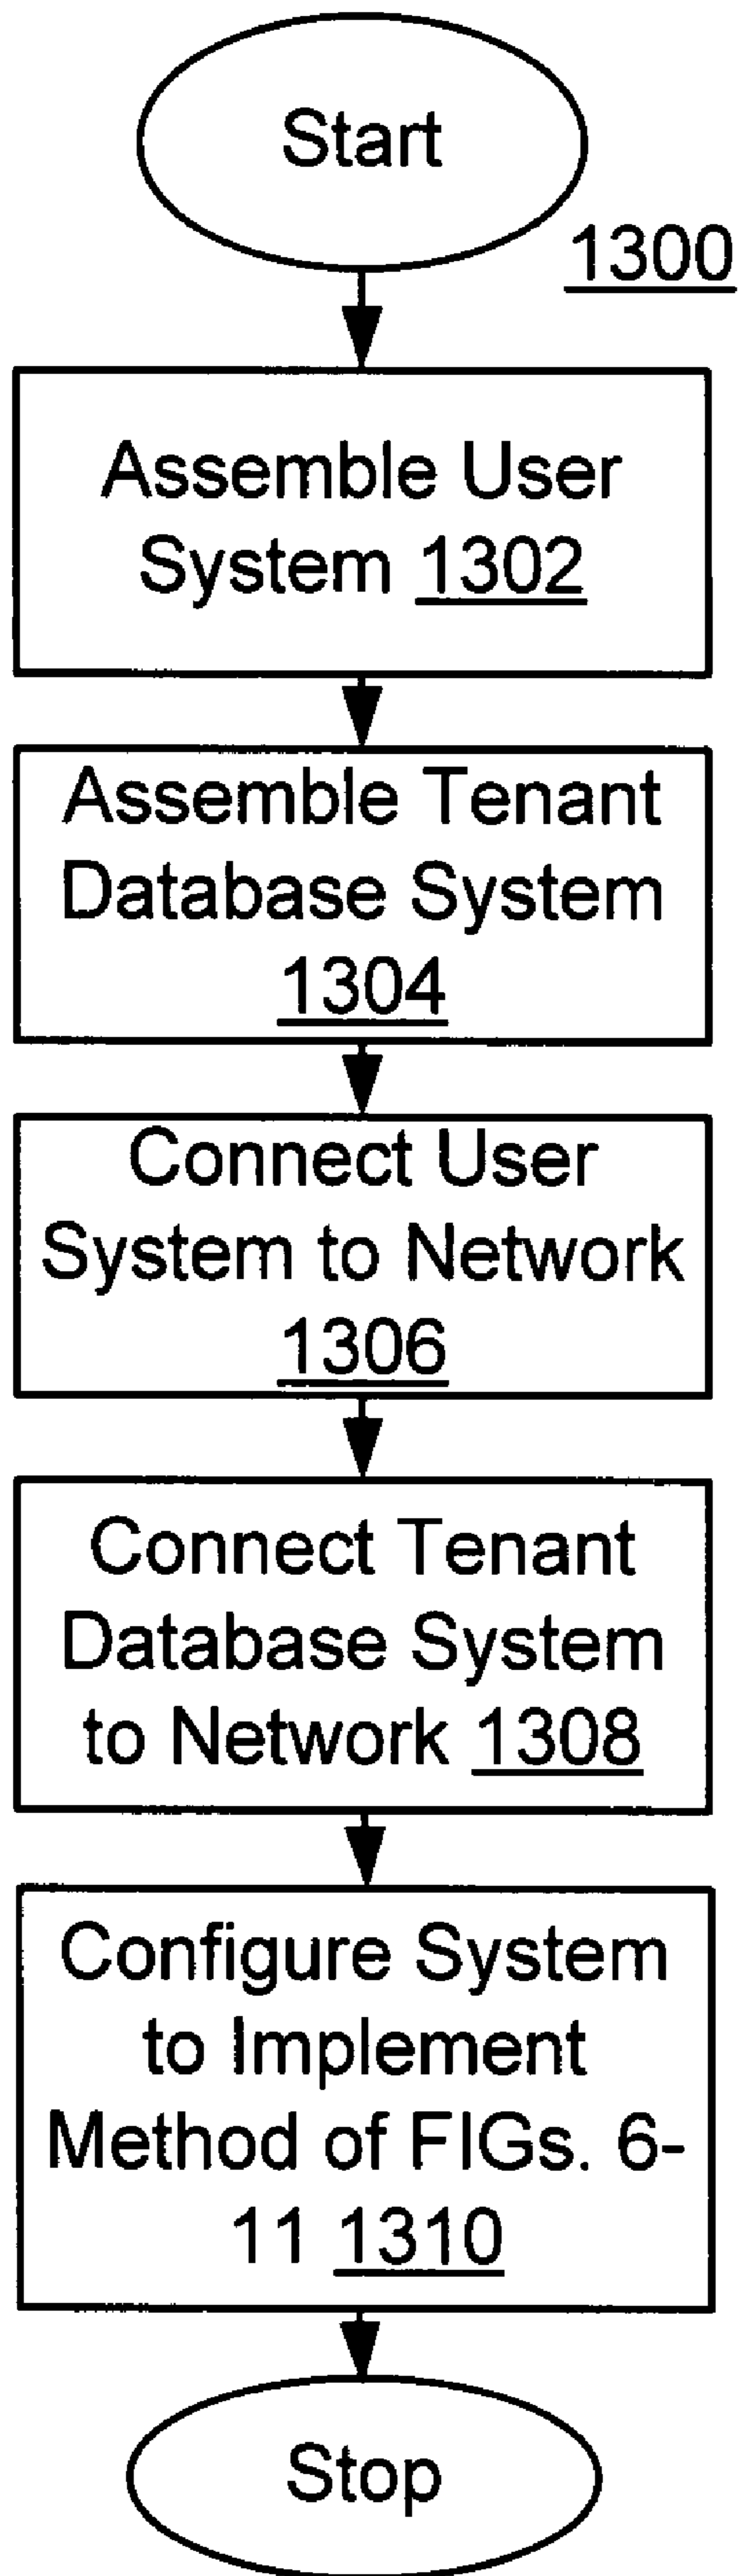 Start
1300
Assemble User
System 1302
Assemble Tenant
Database System
1304
Connect User
System to Network
1306
Connect Tenant
Database System
to Network 1308
Configure System
to Implement
Method of FIGs. 6-
11 1310
Stop